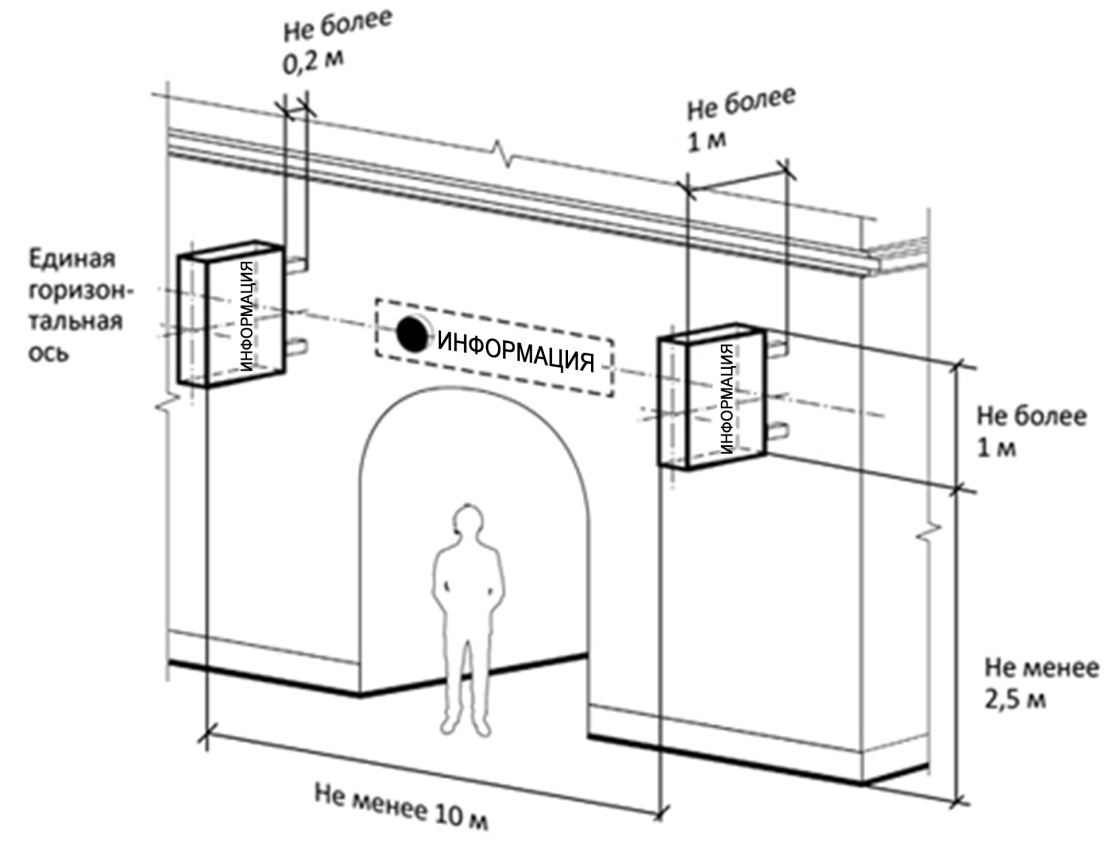 Не более
0,2 м
Не более
1 м
Единая
горизон-
тальная
ось
ИНФОРМАЦИЯ
ИНФОРМАЦИЯ
ИНФОРМАЦИЯ
Не более
1 м
Не менее
2,5 м
Не менее 10 м